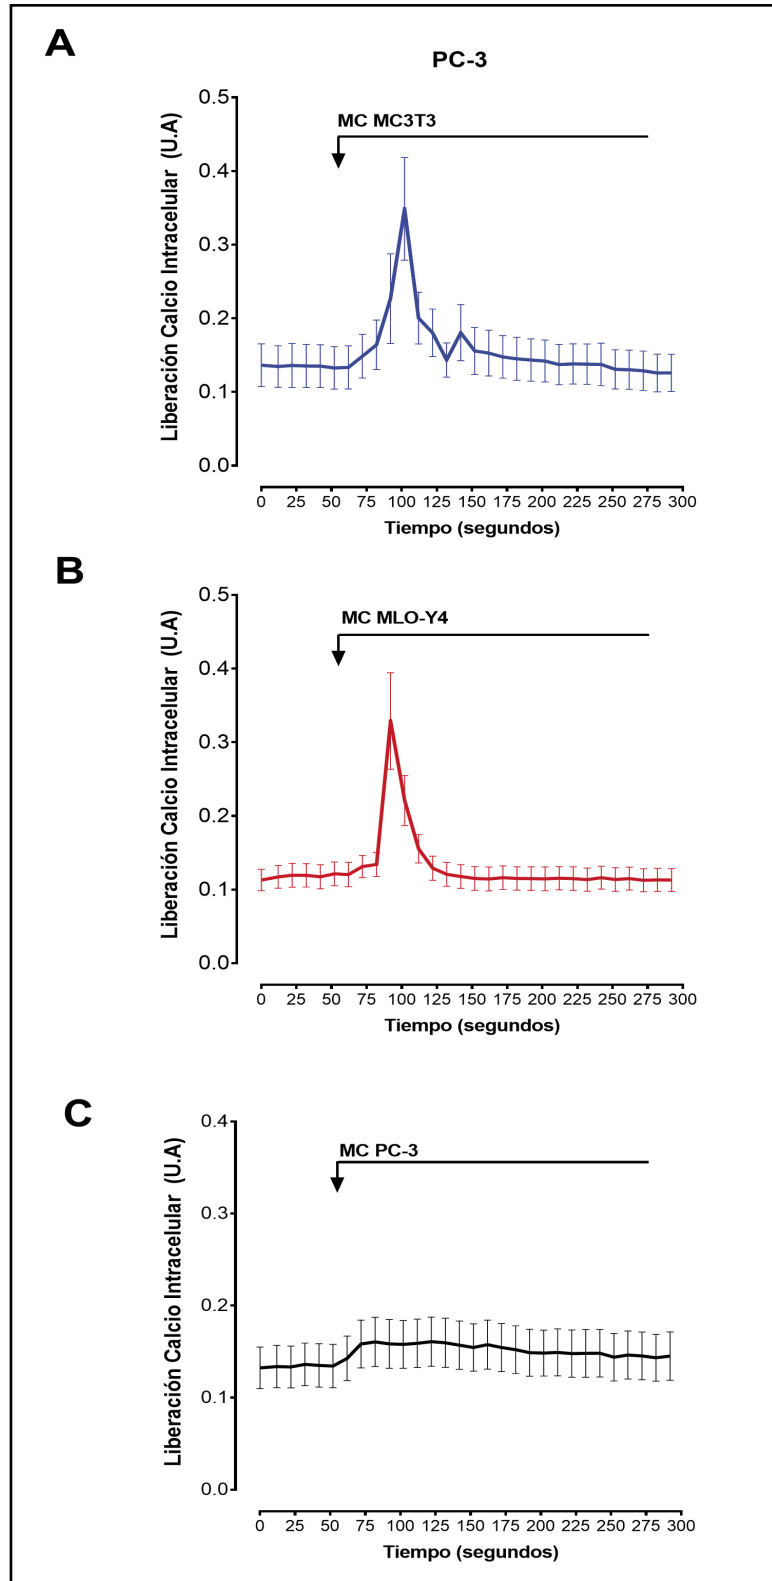 A
PC-3
Liberación Calcio Intracelular (U.A)
0.5
0.4
0.3
0.2
0.1
0.0
MC MC3T3
0 25 50 75 100 125 150 175 200 225 250 275 300
Tiempo (segundos)
B
Liberación Calcio Intracelular (U.A)
0.5
0.4
0.3
0.2
0.1
0.0
MC MLO-Y4
0 25 50 75 100 125 150 175 200 225 250 275 300
Tiempo (segundos)
C
Liberación Calcio Intracelular (U.A)
0.4
0.3
0.2
0.1
0.0
MC PC-3
0 25 50 75 100 125 150 175 200 225 250 275 300
Tiempo (segundos)